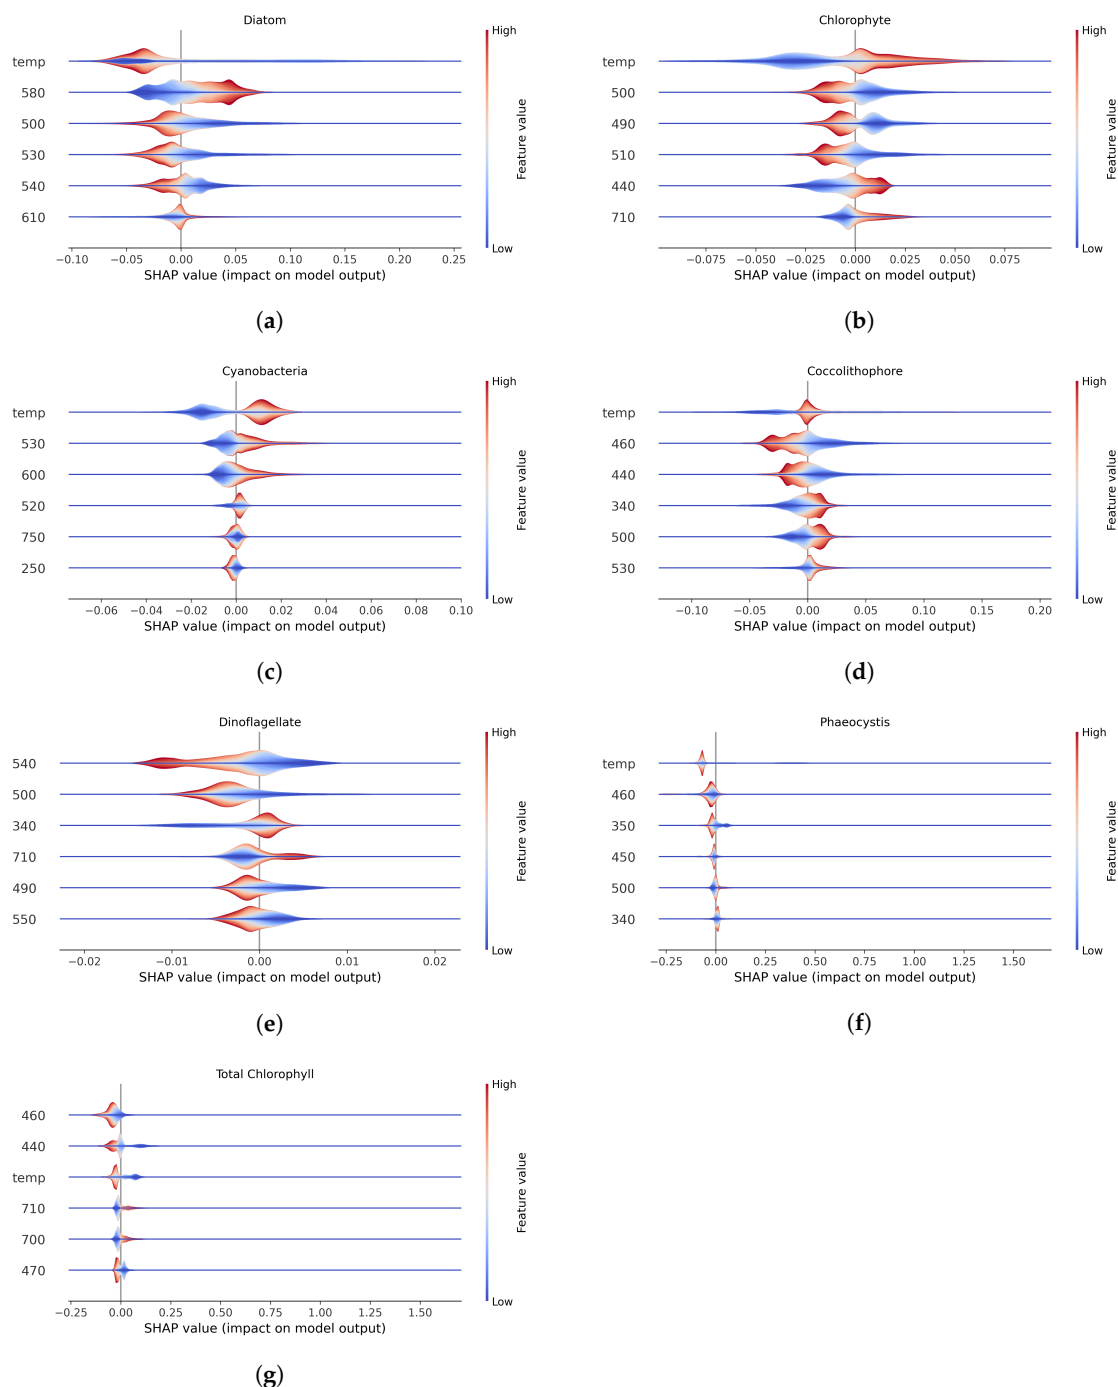 Diatom
High
temp
580
500
530
540
610
Feature value
Low
−0.10 −0.05 0.00 0.05 0.10 0.15 0.20 0.25
SHAP value (impact on model output)
(a)
Chlorophyte
High
temp
500
490
510
440
710
Feature value
Low
−0.075 −0.050 −0.025 0.000 0.025 0.050 0.075
SHAP value (impact on model output)
(b)
Cyanobacteria
High
temp
530
600
520
750
250
Feature value
Low
−0.06 −0.04 −0.02 0.00 0.02 0.04 0.06 0.08 0.10
SHAP value (impact on model output)
(c)
Coccolithophore
High
temp
460
440
340
500
530
Feature value
Low
−0.10 −0.05 0.00 0.05 0.10 0.15 0.20
SHAP value (impact on model output)
(d)
Dinoflagellate
High
540
500
340
710
490
550
Feature value
Low
−0.02 −0.01 0.00 0.01 0.02
SHAP value (impact on model output)
(e)
Phaeocystis
High
temp
460
350
450
500
340
Feature value
Low
−0.25 0.00 0.25 0.50 0.75 1.00 1.25 1.50
SHAP value (impact on model output)
(f)
Total Chlorophyll
High
460
440
temp
710
700
470
Feature value
Low
−0.25 0.00 0.25 0.50 0.75 1.00 1.25 1.50
SHAP value (impact on model output)
(g)